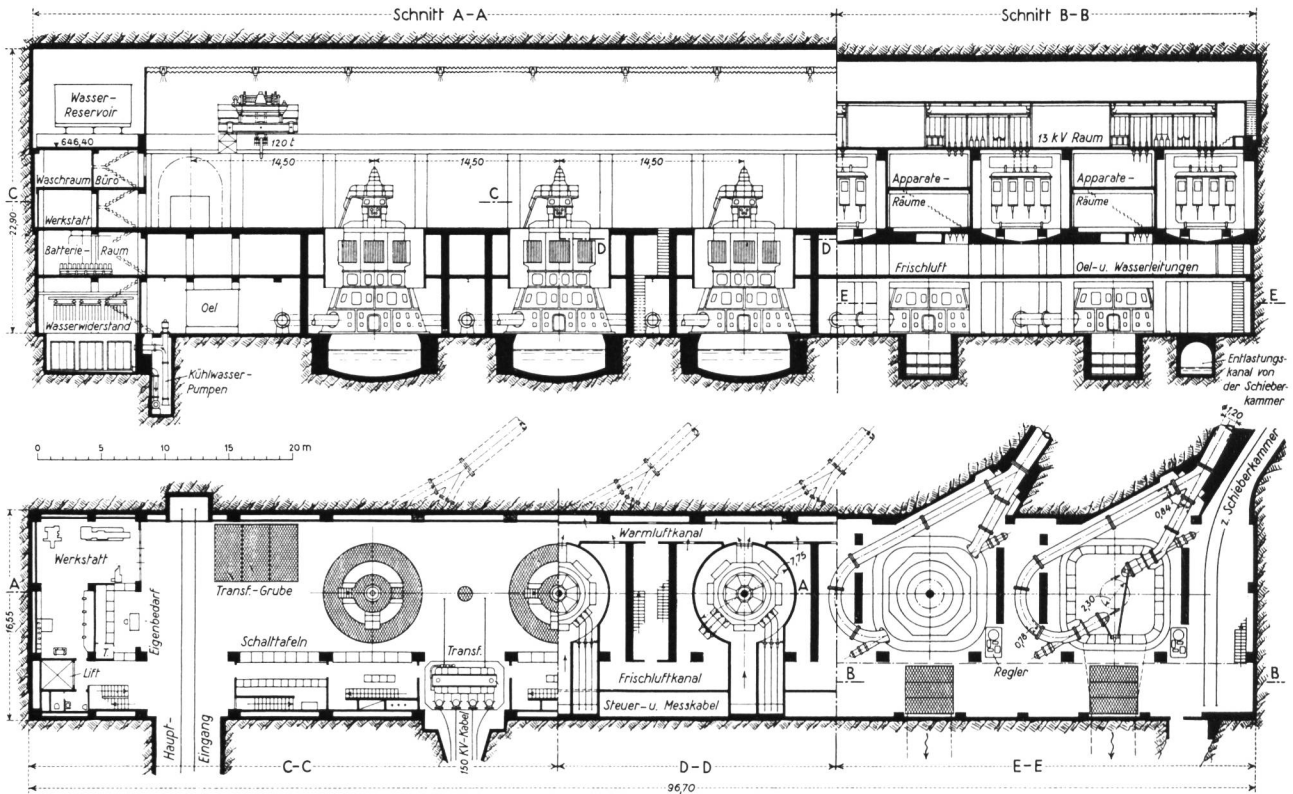 Schnitt A-A
Schnitt B-B
Wasser-
Reservoir
646,40
120 t
14,50
14,50
14,50
13 kV Raum
Waschraum
Büro
Werkstatt
Batterie-
Raum
Wasserwiderstand
Oel
Kühlwasser-
Pumpen
C
C
22,90
D
D
Apparate-
Räume
Apparate-
Räume
Frischluft
Oel- u. Wasserleitungen
E
E
Entlastungs-
kanal von
der Schieber-
kammer
0
5
10
15
20 m
ø1,20
z. Schieberkammer
Werkstatt
Eigenbedarf
Transf.-Grube
Schalttafeln
Transf.
T.
Lift
Haupt-
Eingang
150 KV-Kabel
Warmluftkanal
7,75
Frischluftkanal
Steuer- u. Messkabel
A
A
16,55
0,84
2,30
0,78
Regler
B
B
C-C
D-D
E-E
96,70